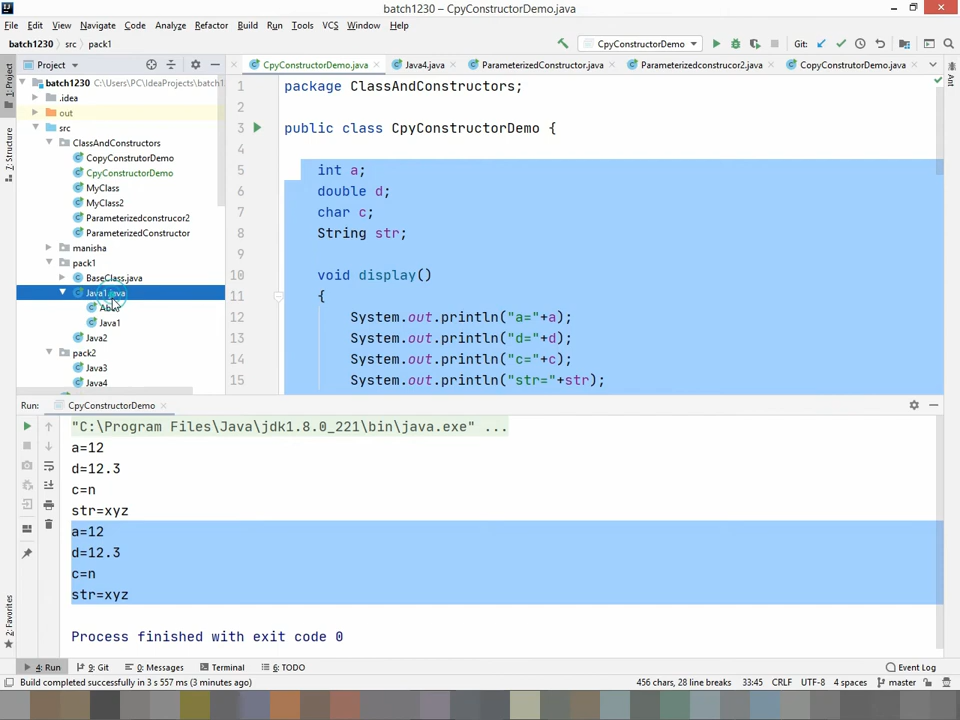 batch1230 – CpyConstructorDemo.java
File Edit View Navigate Code Analyze Refactor Build Run Tools VCS Window Help
batch1230 src pack1 CpyConstructorDemo Git:
Project CpyConstructorDemo.java Java4.java ParameterizedConstructor.java Parameterizedconstrucor2.java CopyConstrutorDemo.java
1: Project
7: Structure
2: Favorites
batch1230 C:\Users\PC\IdeaProjects\batch1
.idea
out
src
ClassAndConstructors
CopyConstrutorDemo
CpyConstructorDemo
MyClass
MyClass2
Parameterizedconstrucor2
ParameterizedConstructor
manisha
pack1
BaseClass.java
Java1.java
Java1
Java2
pack2
Java3
Java4
1 package ClassAndConstructors;
2
3 public class CpyConstructorDemo {
4
5 int a;
6 double d;
7 char c;
8 String str;
9
10 void display()
11 {
12 System.out.println("a="+a);
13 System.out.println("d="+d);
14 System.out.println("c="+c);
15 System.out.println("str="+str);
Run: CpyConstructorDemo
"C:\Program Files\Java\jdk1.8.0_221\bin\java.exe" ...
a=12
d=12.3
c=n
str=xyz
a=12
d=12.3
c=n
str=xyz
Process finished with exit code 0
4: Run 9: Git 0: Messages Terminal 6: TODO Event Log
Build completed successfully in 3 s 557 ms (3 minutes ago) 456 chars, 28 line breaks 33:45 CRLF UTF-8 4 spaces master